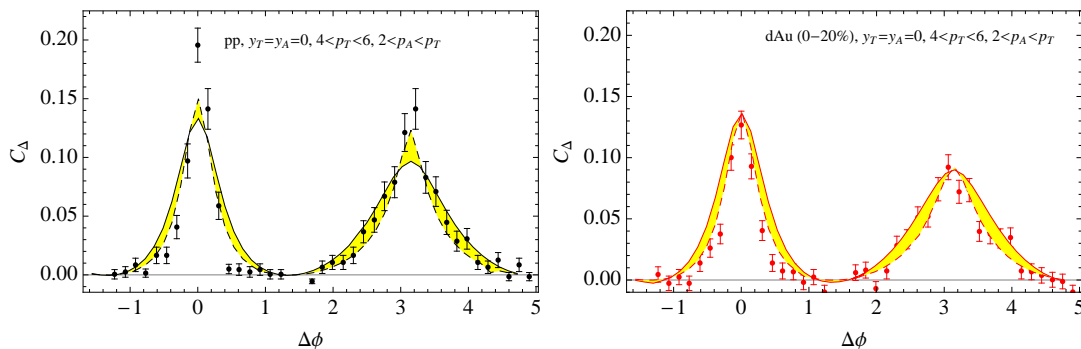 pp, y_T=y_A=0, 4<p_T<6, 2<p_A<p_T
0.20
0.15
0.10
0.05
0.00
C_Δ
−1 0 1 2 3 4 5
Δϕ
dAu (0−20%), y_T=y_A=0, 4<p_T<6, 2<p_A<p_T
0.20
0.15
0.10
0.05
0.00
C_Δ
−1 0 1 2 3 4 5
Δϕ